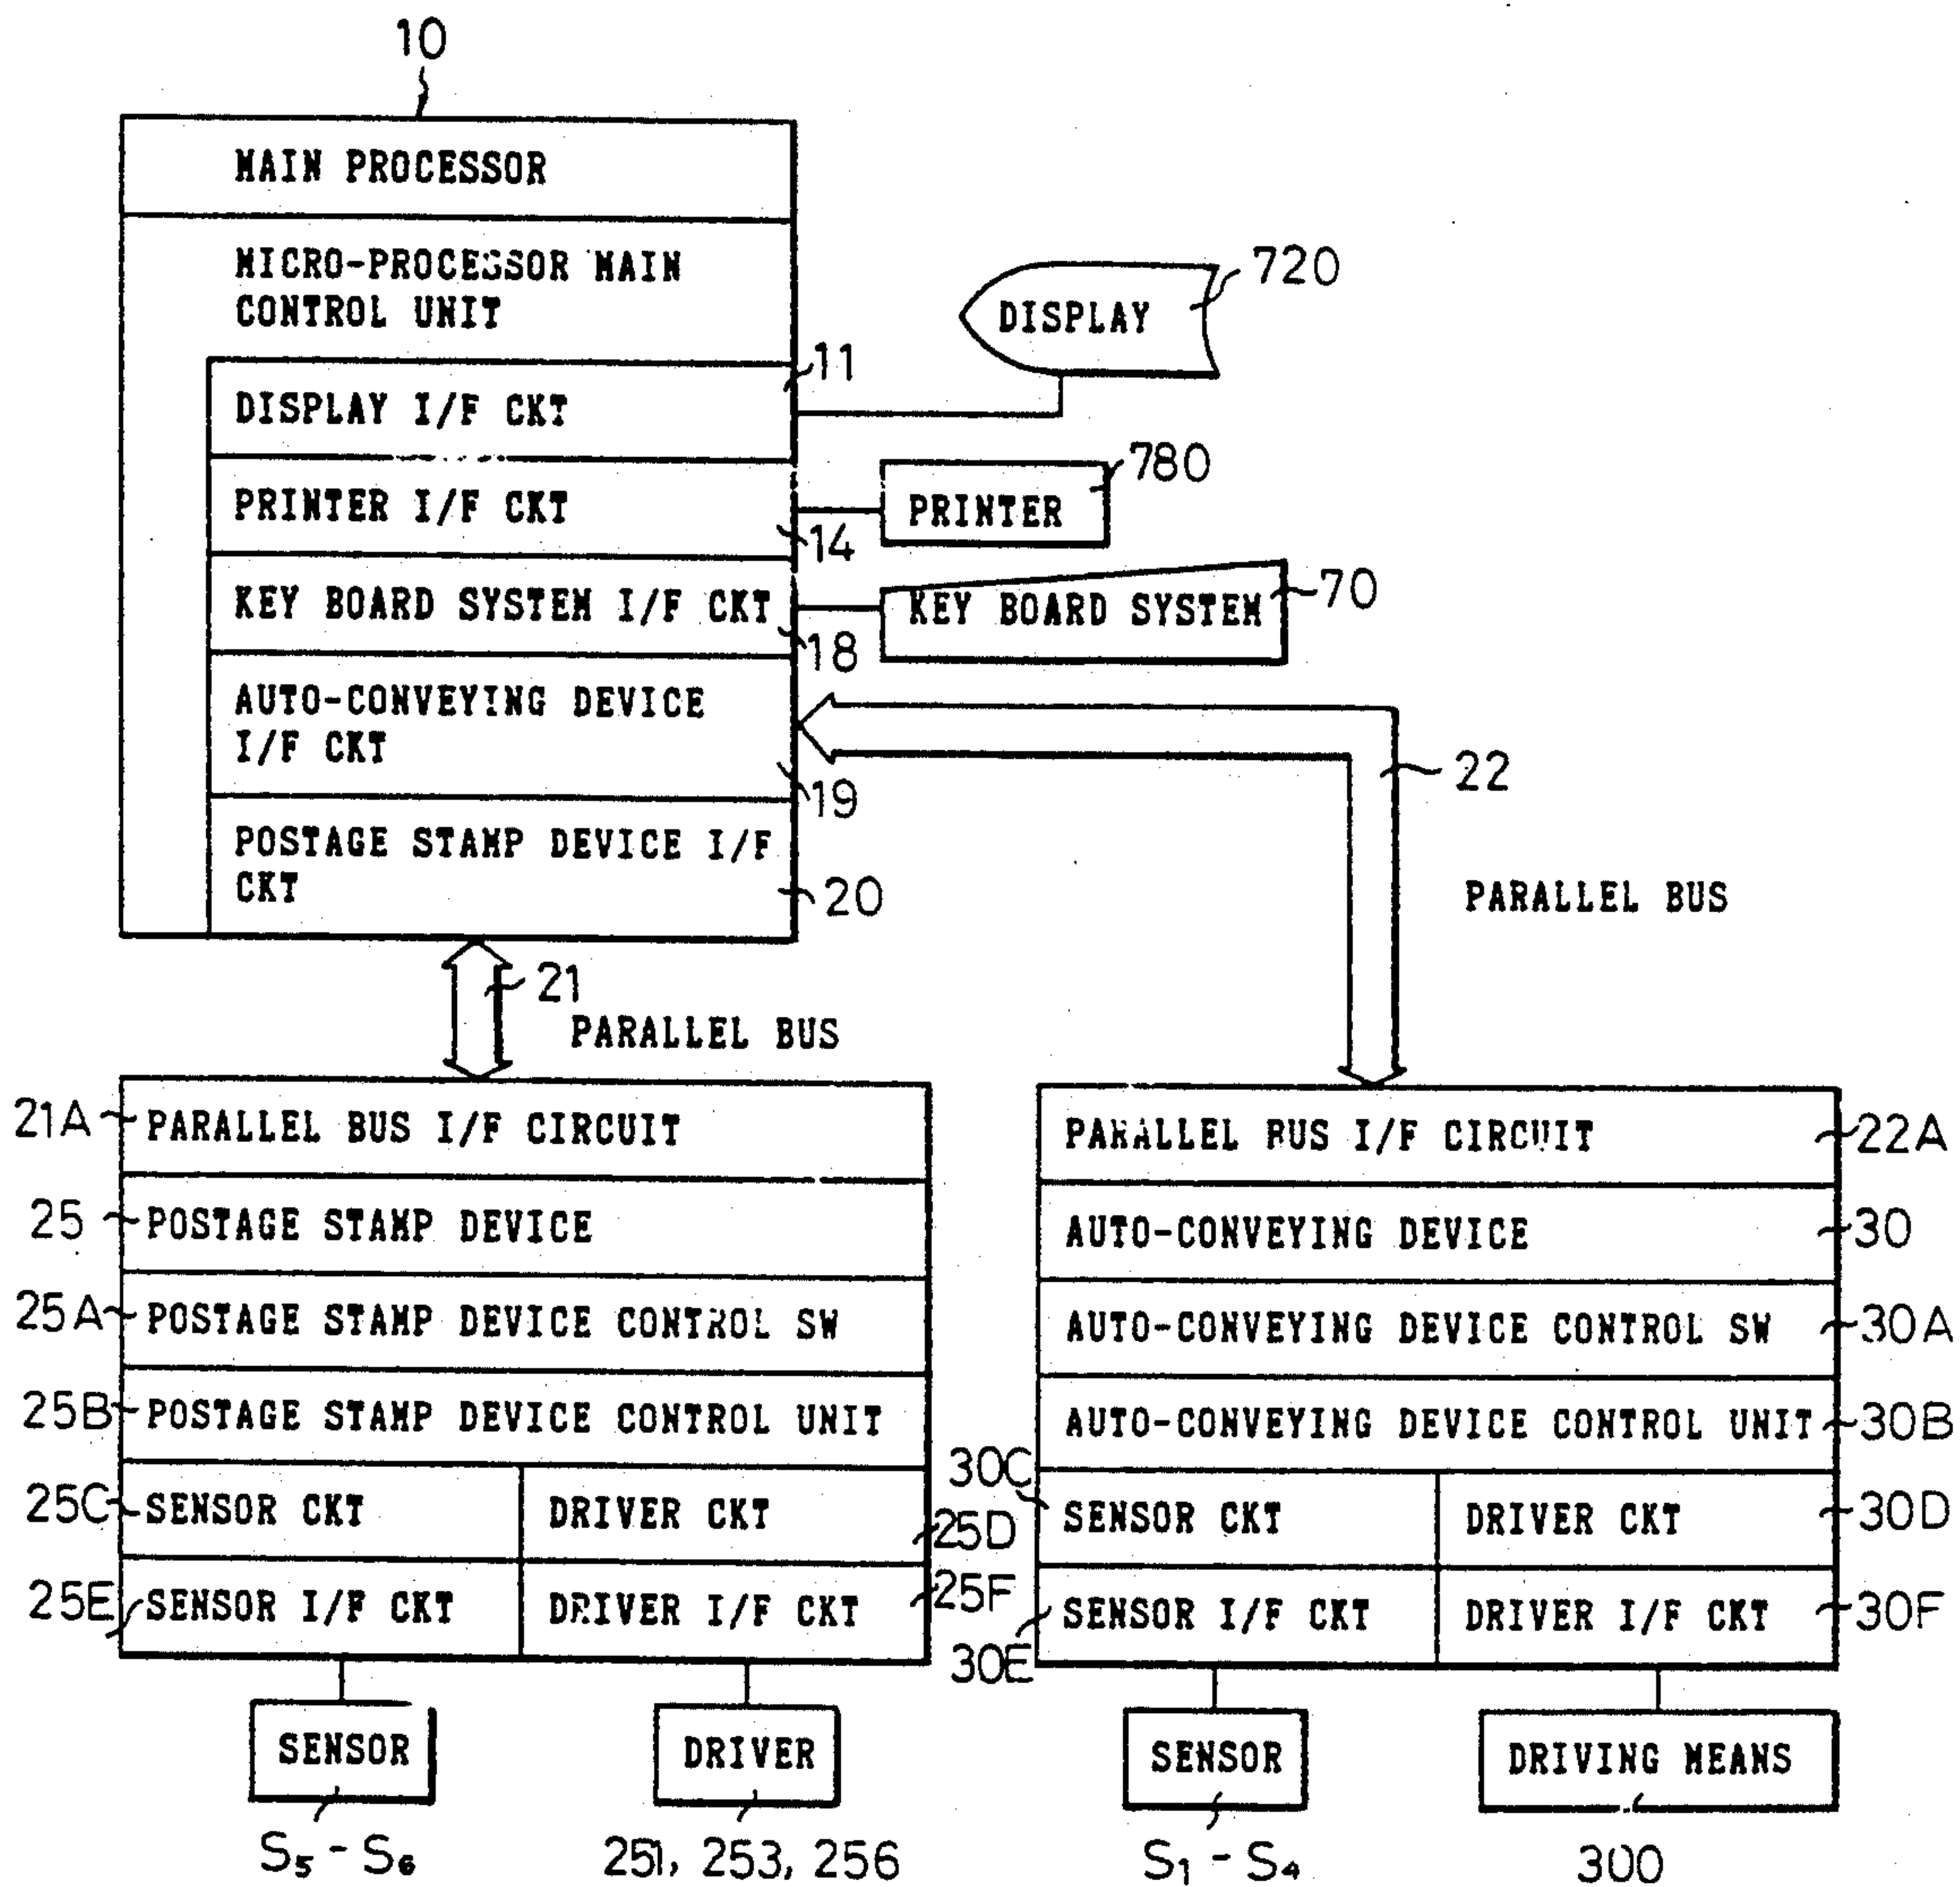 10
MAIN PROCESSOR
MICRO-PROCESSOR MAIN
CONTROL UNIT
720
DISPLAY
11
DISPLAY I/F CKT
780
PRINTER I/F CKT
PRINTER
14
KEY BOARD SYSTEM I/F CKT
KEY BOARD SYSTEM
70
18
AUTO-CONVEYING DEVICE
I/F CKT
22
19
POSTAGE STAMP DEVICE I/F
CKT
20
PARALLEL BUS
21
PARALLEL BUS
21A
PARALLEL BUS I/F CIRCUIT
25
POSTAGE STAMP DEVICE
25A
POSTAGE STAMP DEVICE CONTROL SW
25B
POSTAGE STAMP DEVICE CONTROL UNIT
25C
SENSOR CKT
DRIVER CKT
25D
25E
SENSOR I/F CKT
DRIVER I/F CKT
25F
SENSOR
DRIVER
S5 - S6
251, 253, 256
PARALLEL BUS I/F CIRCUIT
22A
AUTO-CONVEYING DEVICE
30
AUTO-CONVEYING DEVICE CONTROL SW
30A
AUTO-CONVEYING DEVICE CONTROL UNIT
30B
30C
SENSOR CKT
DRIVER CKT
30D
SENSOR I/F CKT
DRIVER I/F CKT
30F
30E
SENSOR
DRIVING MEANS
S1 - S4
300